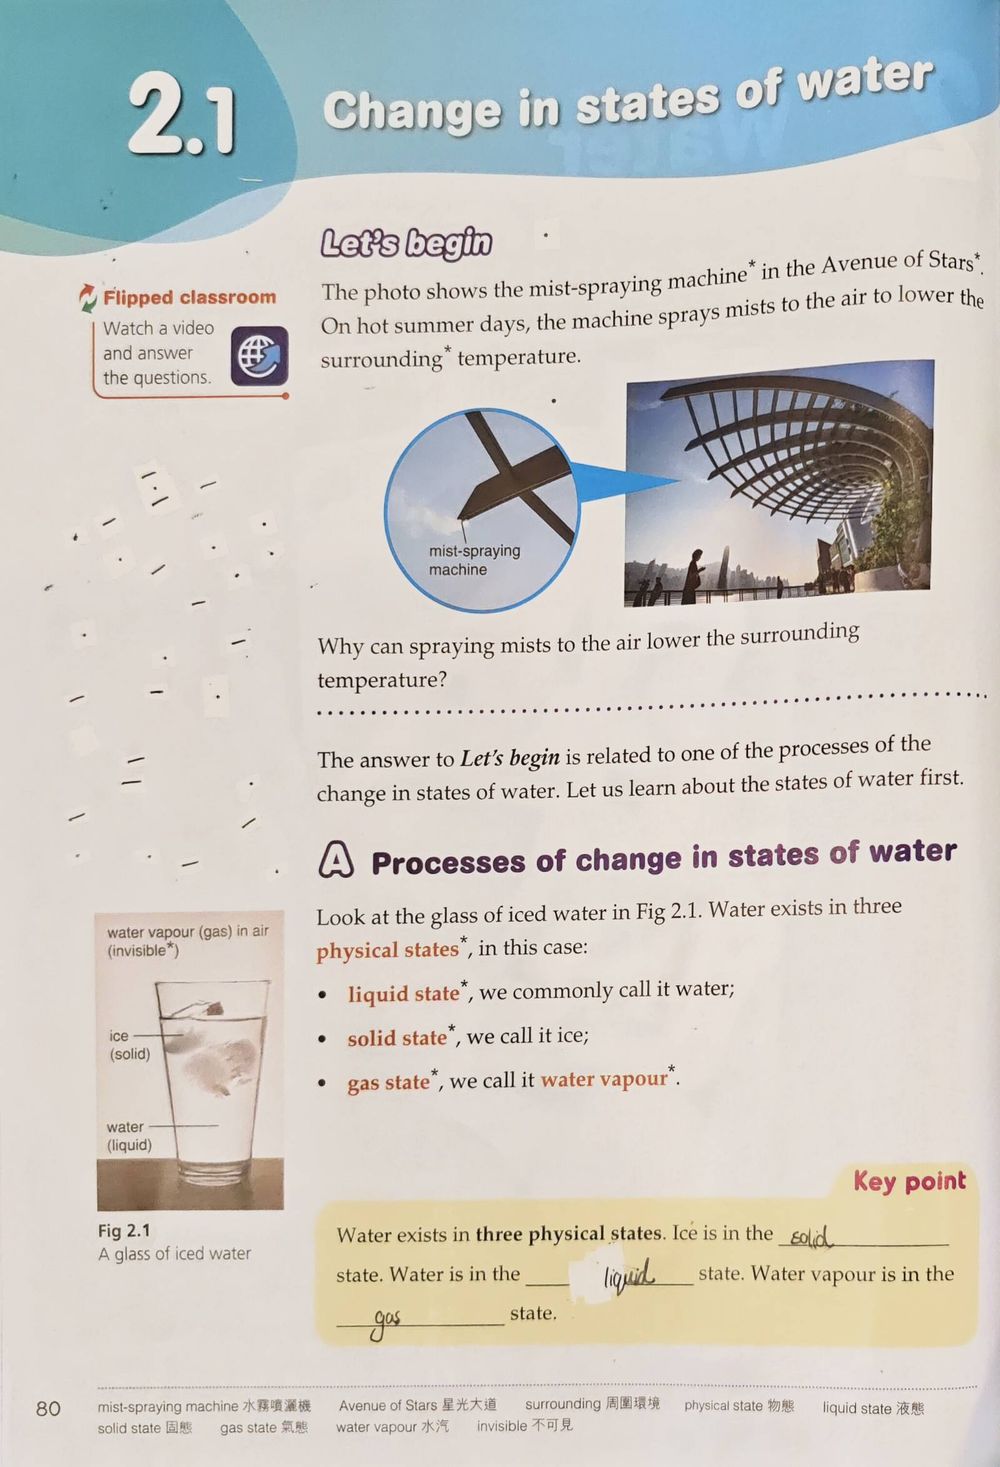 2.1
Change in states of water
Let's begin
The photo shows the mist-spraying machine* in the Avenue of Stars*.
On hot summer days, the machine sprays mists to the air to lower the
surrounding* temperature.
Flipped classroom
Watch a video
and answer
the questions.
mist-spraying
machine
Why can spraying mists to the air lower the surrounding
temperature?
The answer to Let's begin is related to one of the processes of the
change in states of water. Let us learn about the states of water first.
A Processes of change in states of water
Look at the glass of iced water in Fig 2.1. Water exists in three
physical states*, in this case:
• liquid state*, we commonly call it water;
• solid state*, we call it ice;
• gas state*, we call it water vapour*.
water vapour (gas) in air
(invisible*)
ice
(solid)
water
(liquid)
Fig 2.1
A glass of iced water
Key point
Water exists in three physical states. Ice is in the solid
state. Water is in the liquid state. Water vapour is in the
gas state.
80
mist-spraying machine 水霧噴灑機 Avenue of Stars 星光大道 surrounding 周圍環境 physical state 物態 liquid state 液態
solid state 固態 gas state 氣態 water vapour 水汽 invisible 不可見